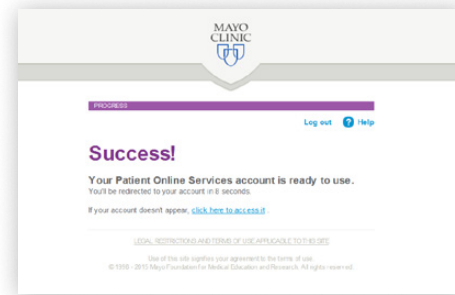 MAYO
CLINIC
PROGRESS
Log out ? Help
Success!
Your Patient Online Services account is ready to use.
You'll be redirected to your account in 8 seconds.
If your account doesn't appear, click here to access it.
LEGAL RESTRICTIONS AND TERMS OF USE APPLICABLE TO THIS SITE
Use of this site signifies your agreement to the terms of use.
© 1998 - 2015 Mayo Foundation for Medical Education and Research. All rights reserved.